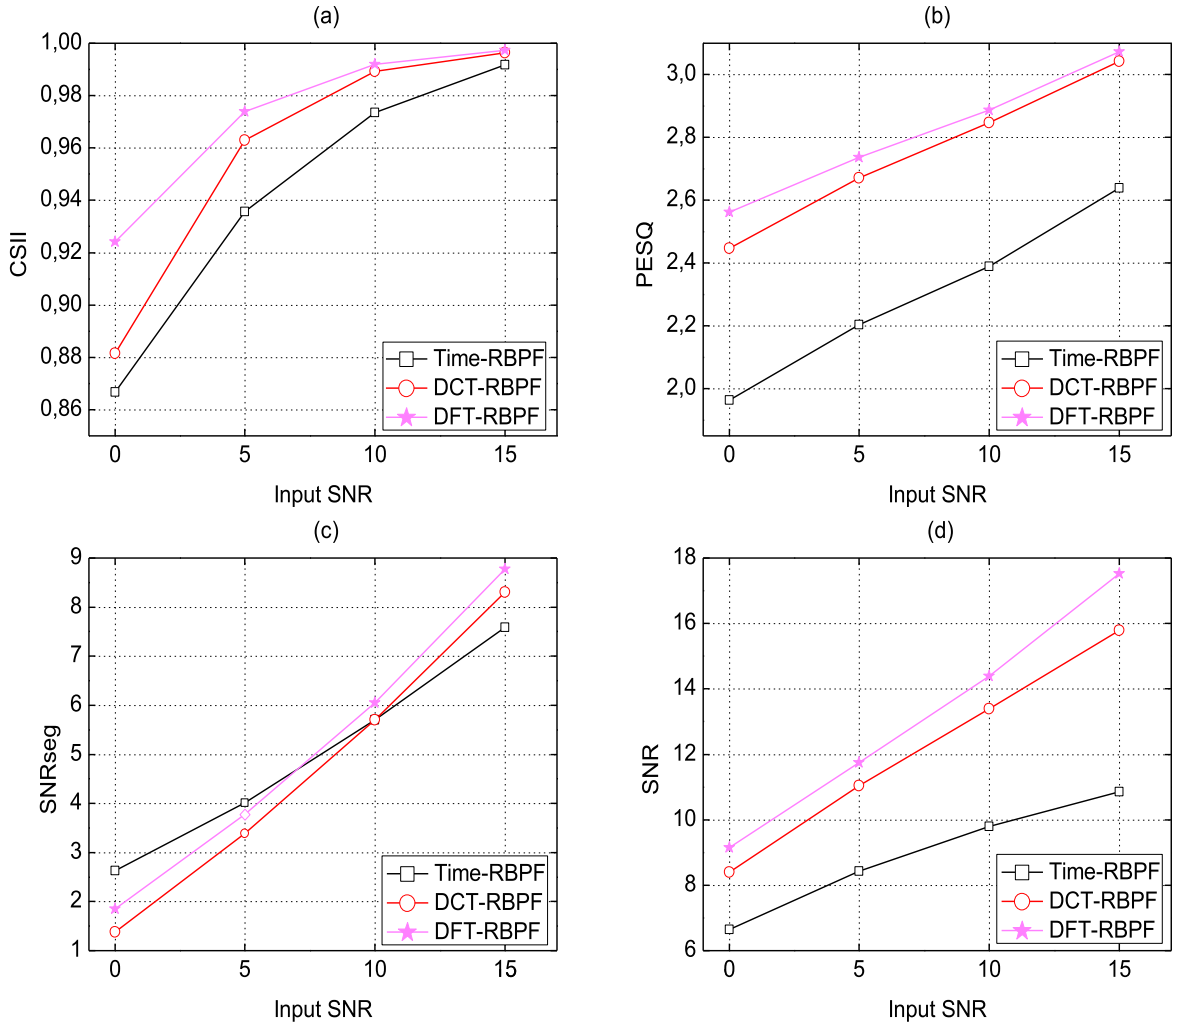 (a)
1,00
0,98
0,96
0,94
0,92
0,90
0,88
0,86
CSII
0 5 10 15
Input SNR
Time-RBPF
DCT-RBPF
DFT-RBPF
(b)
3,0
2,8
2,6
2,4
2,2
2,0
PESQ
0 5 10 15
Input SNR
Time-RBPF
DCT-RBPF
DFT-RBPF
(c)
9
8
7
6
5
4
3
2
1
SNRseg
0 5 10 15
Input SNR
Time-RBPF
DCT-RBPF
DFT-RBPF
(d)
18
16
14
12
10
8
6
SNR
0 5 10 15
Input SNR
Time-RBPF
DCT-RBPF
DFT-RBPF